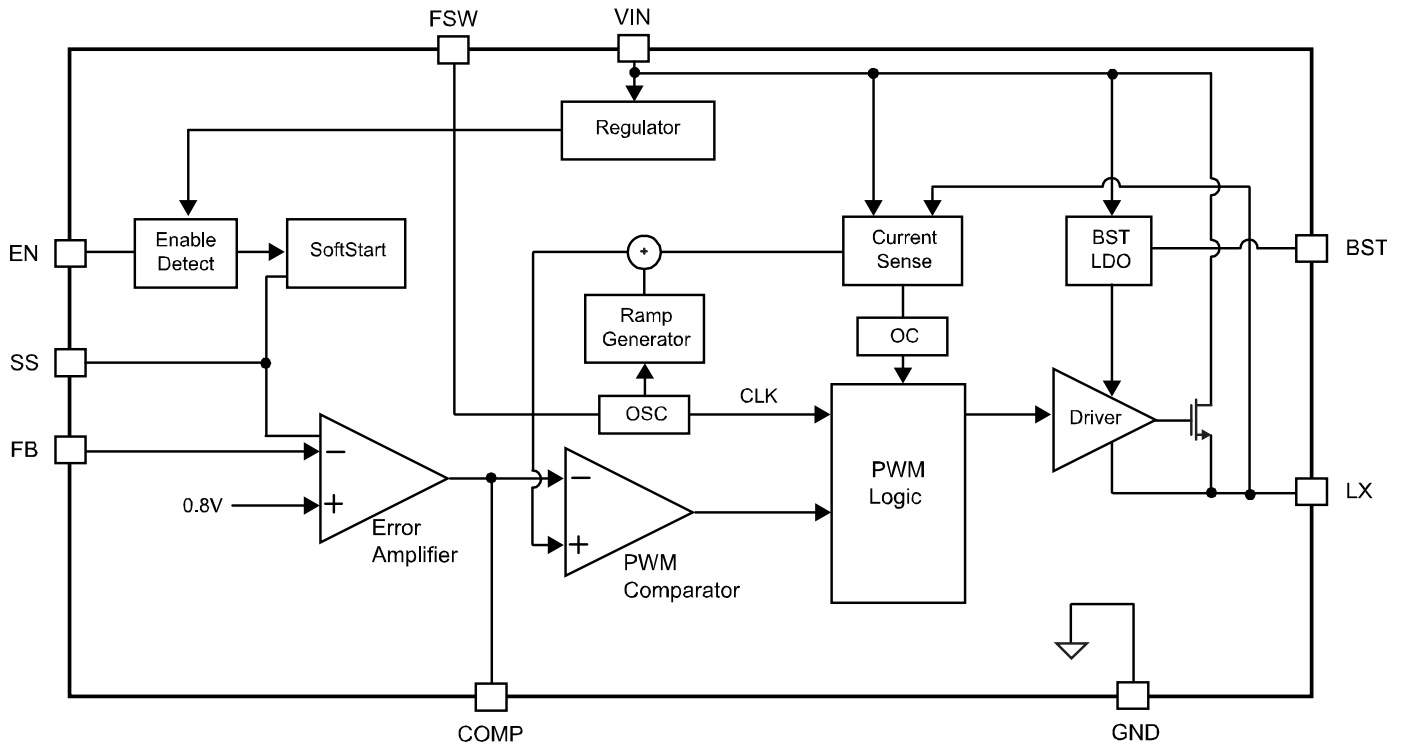 FSW
VIN
Regulator
EN
Enable
Detect
SoftStart
+
Current
Sense
BST
LDO
BST
Ramp
Generator
OC
SS
OSC
CLK
Driver
FB
−
0.8V
+
Error
Amplifier
−
+
PWM
Comparator
PWM
Logic
LX
COMP
GND